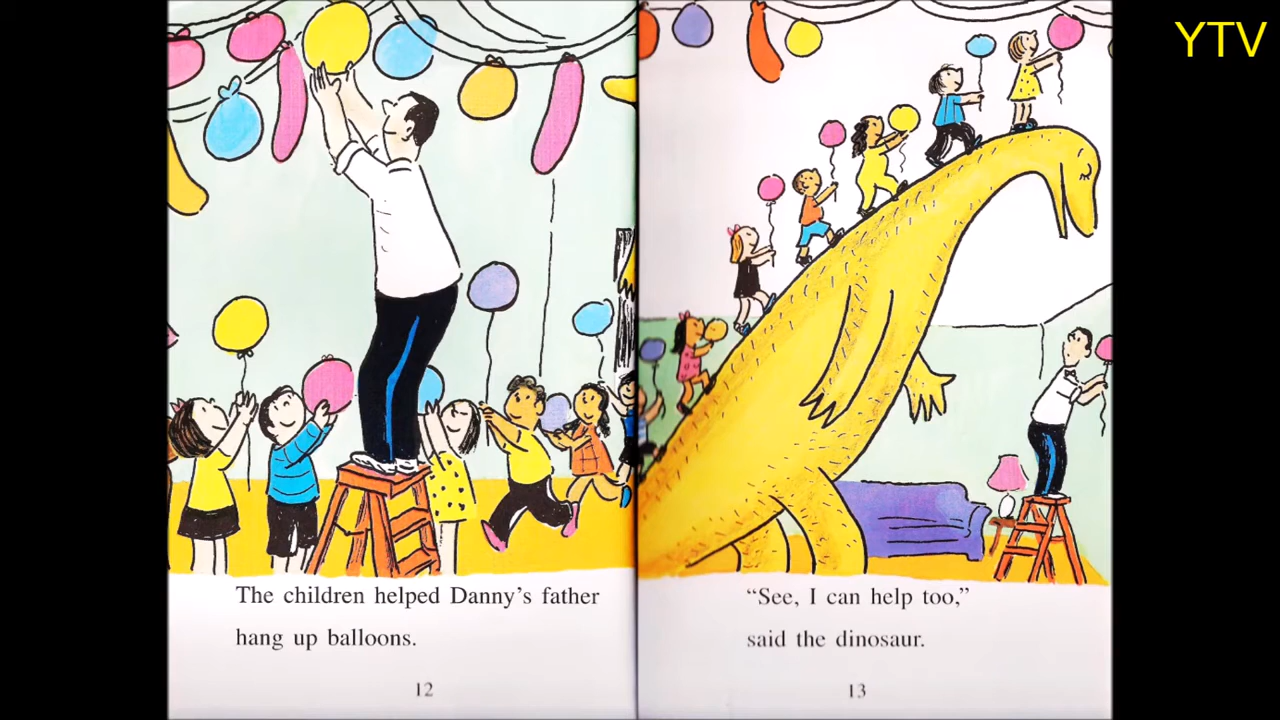 YTV
The children helped Danny's father
hang up balloons.
12
“See, I can help too,”
said the dinosaur.
13